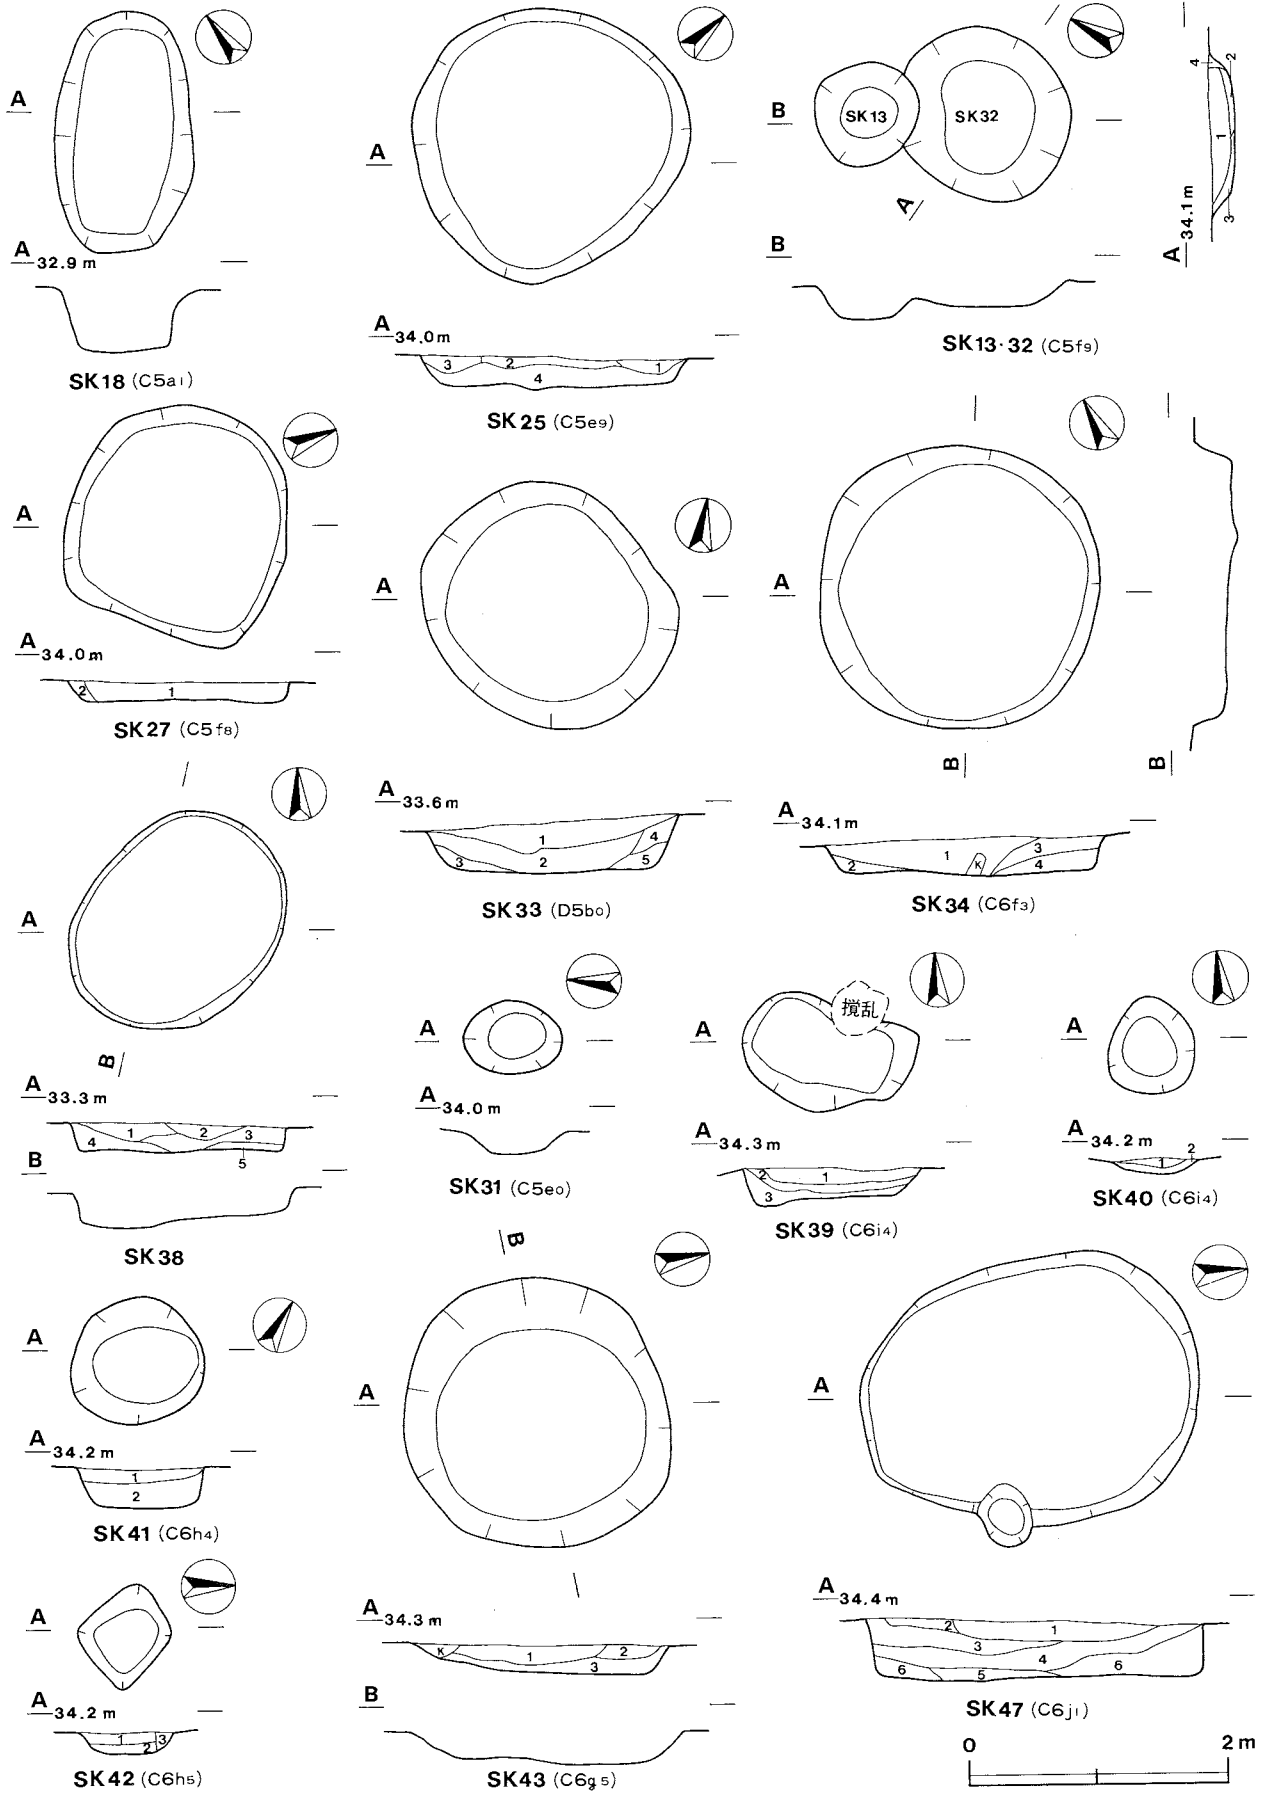 A
A 32.9 m
SK18 (C5a1)
A
A 34.0 m
3 2 1
4
SK25 (C5e9)
B
SK13 SK32
A
B
SK13·32 (C5f9)
4 2
1
3
A 34.1 m
A
A 34.0 m
2 1
SK27 (C5f8)
A
A 33.6 m
1 4
3 2 5
SK33 (D5b0)
A
B
B
A 34.1 m
1 3
2 K 4
SK34 (C6f3)
A
B
A 33.3 m
4 1 2 3
5
B
SK38
A
A 34.0 m
SK31 (C5e0)
撹乱
A
A 34.3 m
2 1
3
SK39 (C6i4)
A
A 34.2 m
2
1
SK40 (C6i4)
A
A 34.2 m
1
2
SK41 (C6h4)
B
A
A 34.3 m
K 1 2
3
B
SK43 (C6g5)
A
A 34.4 m
2 1
3
4
6 5 6
SK47 (C6j1)
A
A 34.2 m
1 3
2
SK42 (C6h5)
0 2 m